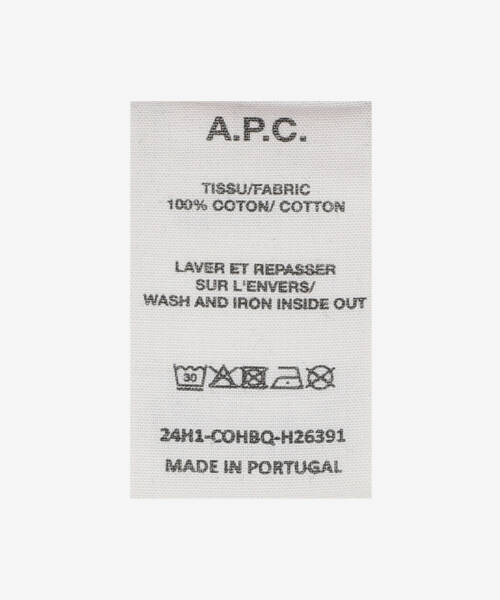 A.P.C.
TISSU/FABRIC
100% COTON/ COTTON
LAVER ET REPASSER
SUR L'ENVERS/
WASH AND IRON INSIDE OUT
30
24H1-COHBQ-H26391
MADE IN PORTUGAL